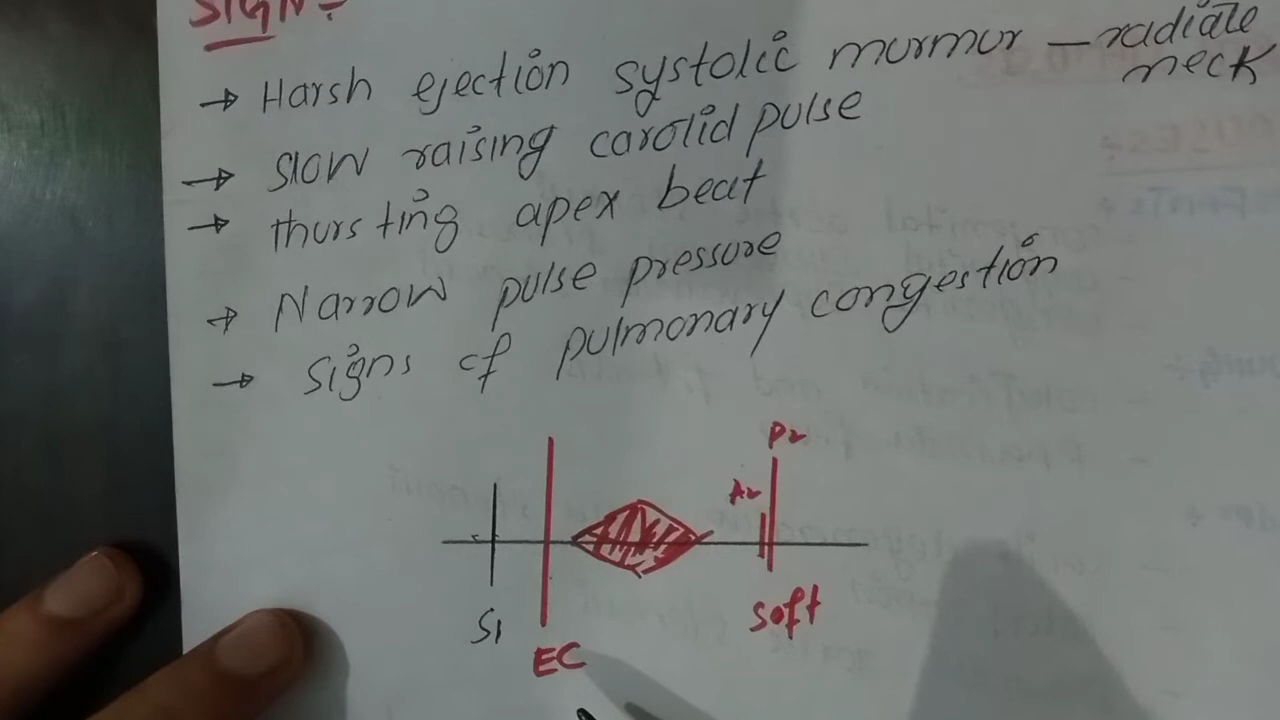 SIGN:-
→ Harsh ejection systolic murmur – radiate
neck
→ Slow raising carotid pulse
→ thursting apex beat
→ Narrow pulse pressure
→ signs of pulmonary congestion
P2
A2
S1
EC
soft